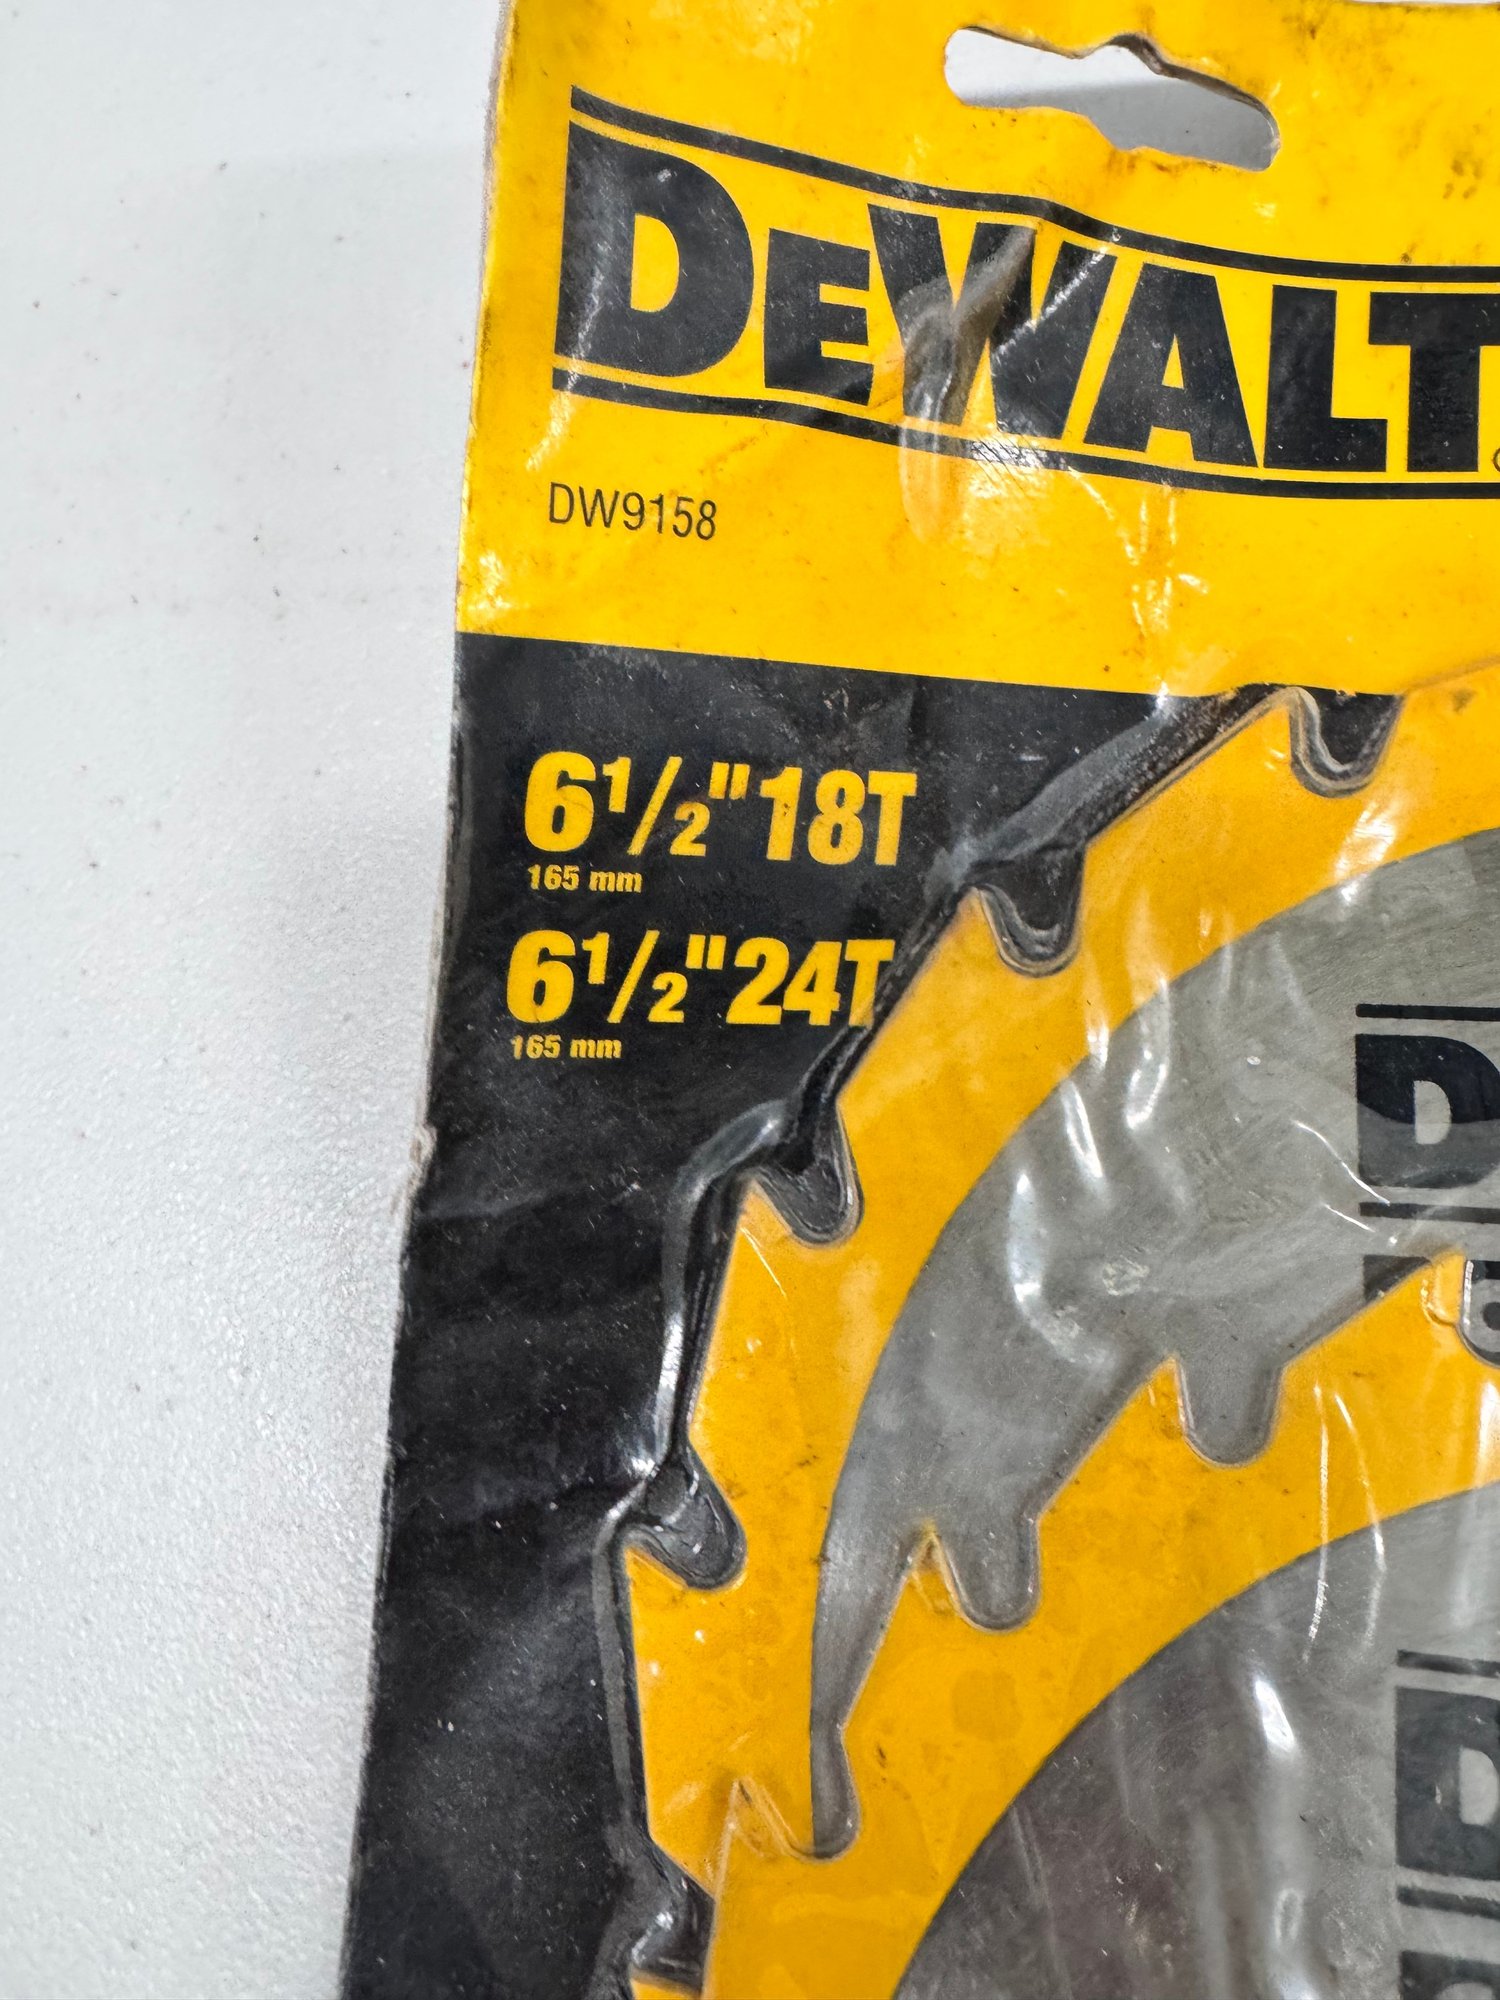 DEWALT
DW9158
6 1/2" 18T
165 mm
6 1/2" 24T
165 mm
D
D